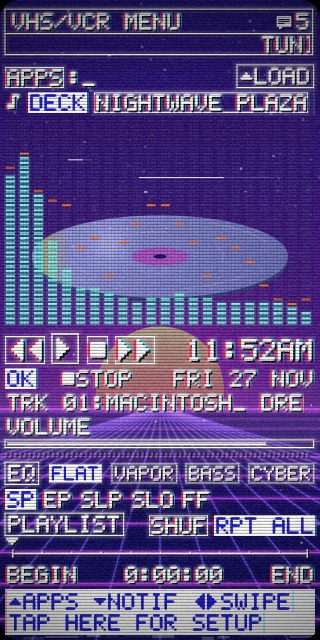 VHS/VCR MENU 5
TUN
APPS:_ LOAD
DECK NIGHTWAVE PLAZA
11:52AM
OK STOP FRI 27 NOV
TRK 01:MACINTOSH_ DRE
VOLUME
EQ FLAT VAPOR BASS CYBER
SP EP SLP SLO FF
PLAYLIST SHUF RPT ALL
BEGIN 0:00:00 END
APPS NOTIF SWIPE
TAP HERE FOR SETUP